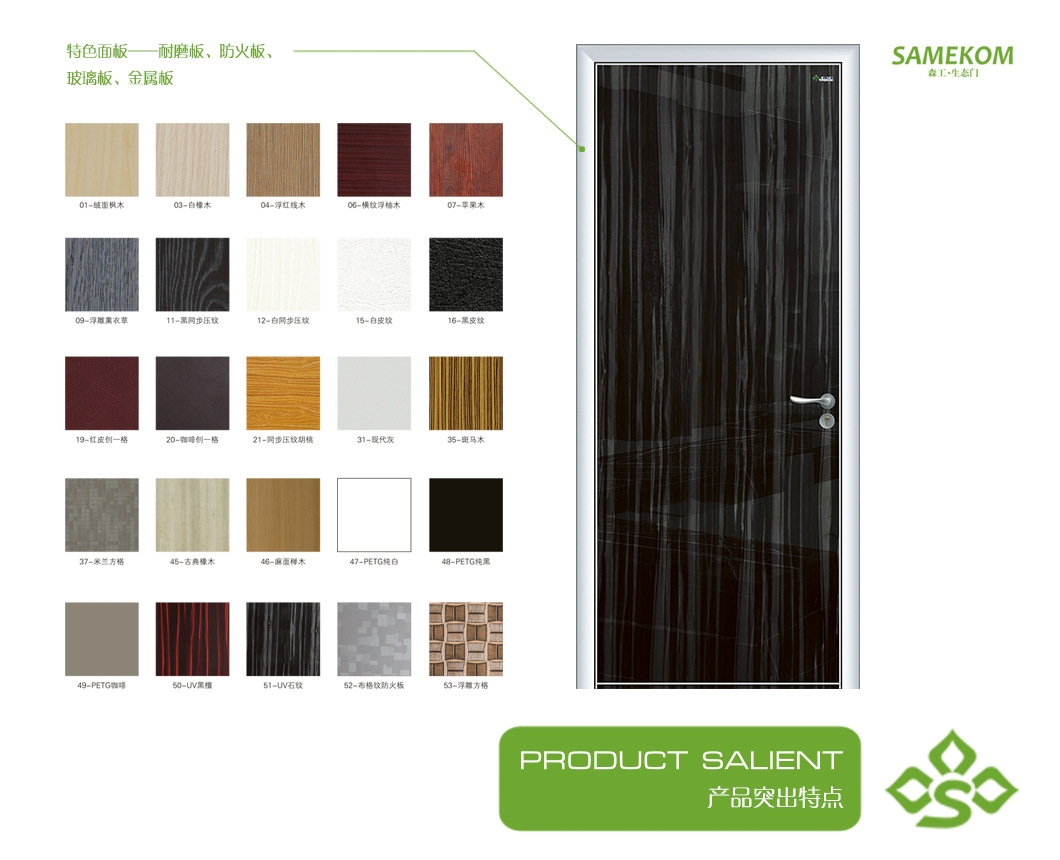 特色面板——耐磨板、防火板、
玻璃板、金属板
SAMEKOM
森工·生态门
01-绒面枫木
03-白橡木
04-浮红线木
06-横纹浮柚木
07-苹果木
09-浮雕熏衣草
11-黑同步压纹
12-白同步压纹
15-白皮纹
16-黑皮纹
19-红皮创一格
20-咖啡创一格
21-同步压纹胡桃
31-现代灰
35-斑马木
37-米兰方格
45-古典橡木
46-麻面榉木
47-PETG纯白
48-PETG纯黑
49-PETG咖啡
50-UV黑檀
51-UV石纹
52-布格纹防火板
53-浮雕方格
PRODUCT SALIENT
产品突出特点